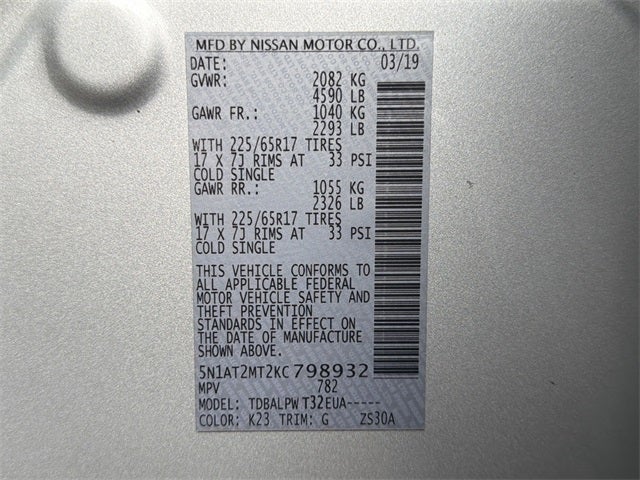 MFD BY NISSAN MOTOR CO., LTD.
DATE: 03/19
GVWR: 2082 KG
4590 LB
GAWR FR.: 1040 KG
2293 LB
WITH 225/65R17 TIRES
17 X 7J RIMS AT 33 PSI
COLD SINGLE
GAWR RR.: 1055 KG
2326 LB
WITH 225/65R17 TIRES
17 X 7J RIMS AT 33 PSI
COLD SINGLE
THIS VEHICLE CONFORMS TO
ALL APPLICABLE FEDERAL
MOTOR VEHICLE SAFETY AND
THEFT PREVENTION
STANDARDS IN EFFECT ON
THE DATE OF MANUFACTURE
SHOWN ABOVE.
5N1AT2MT2KC798932
MPV 782
MODEL: TDBALPW T32EUA-----
COLOR: K23 TRIM: G ZS30A